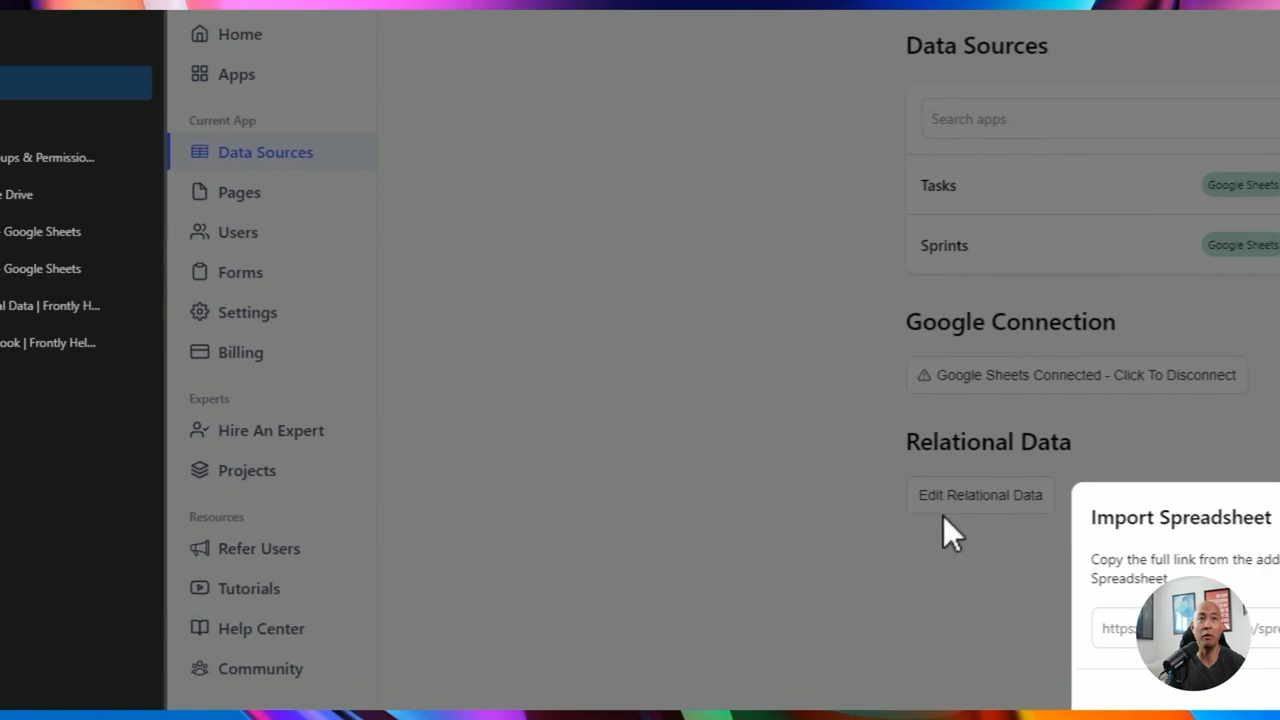 ups & Permissio...
e Drive
Google Sheets
Google Sheets
al Data | Frontly H...
ook | Frontly Hel...
Home
Apps
Current App
Data Sources
Pages
Users
Forms
Settings
Billing
Experts
Hire An Expert
Projects
Resources
Refer Users
Tutorials
Help Center
Community
Data Sources
Search apps
Tasks
Google Sheets
Sprints
Google Sheets
Google Connection
Google Sheets Connected - Click To Disconnect
Relational Data
Edit Relational Data
Import Spreadsheet
Copy the full link from the add
Spreadsheet
https: /spre